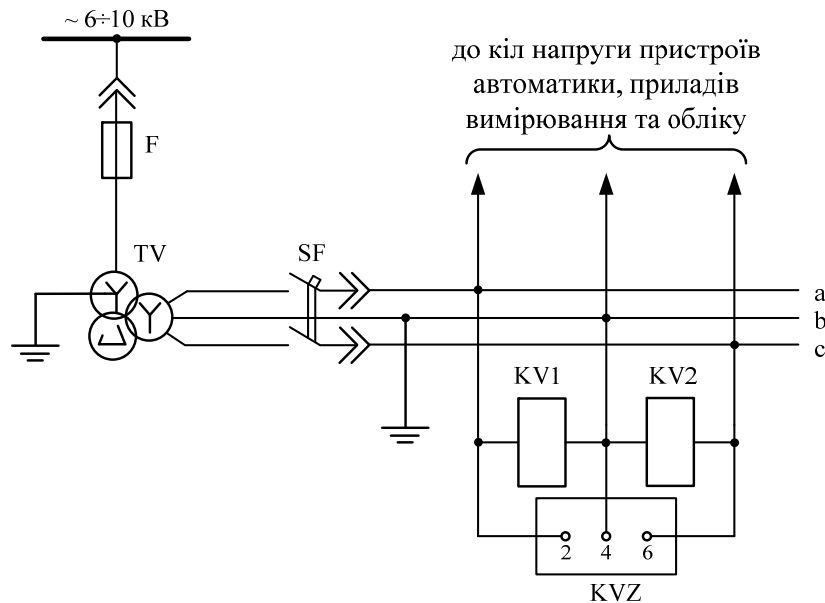 ~ 6÷10 кВ
до кіл напруги пристроїв
автоматики, приладів
вимірювання та обліку
F
TV
SF
a
b
c
KV1
KV2
2
4
6
KVZ